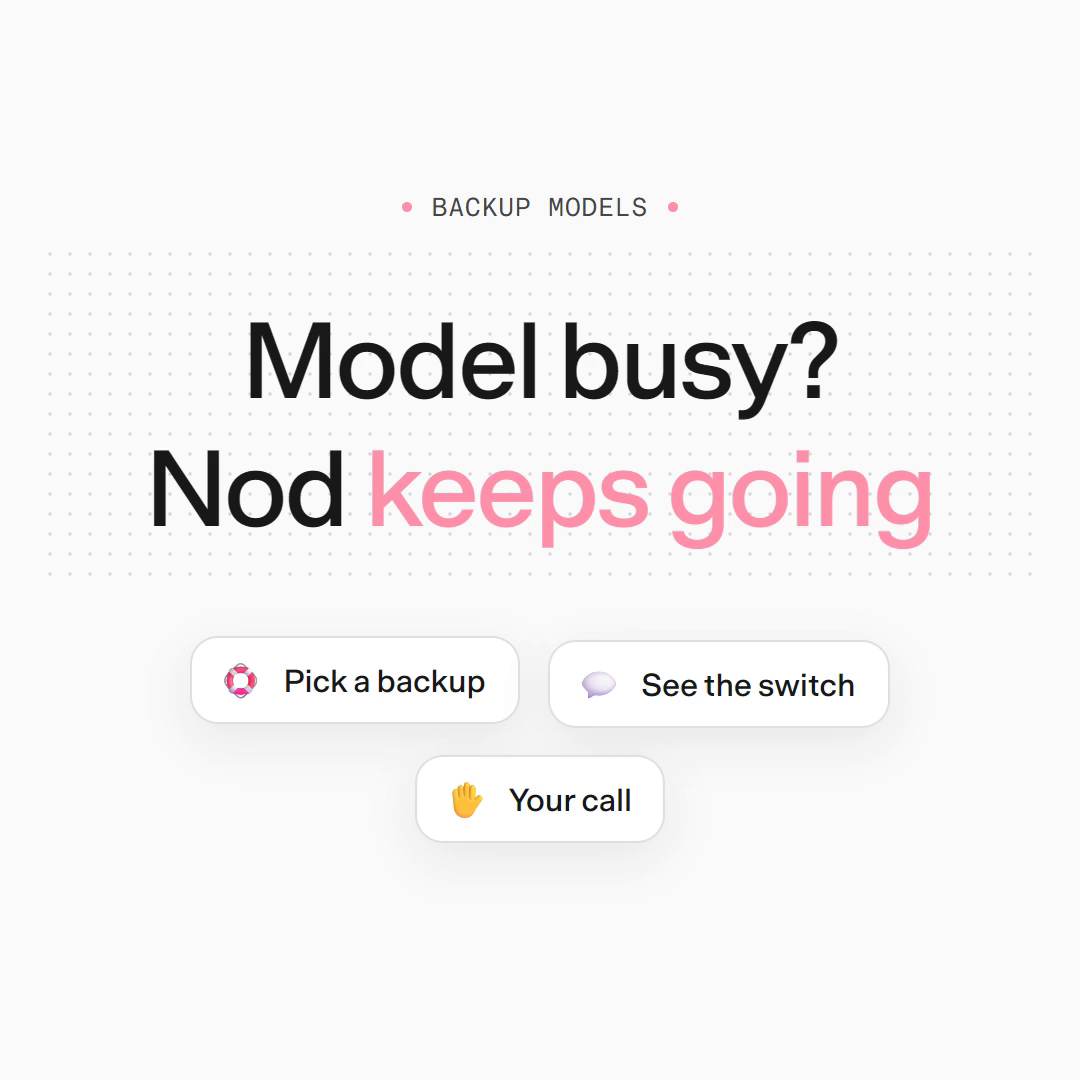 BACKUP MODELS
Model busy?
Nod keeps going
Pick a backup
See the switch
Your call